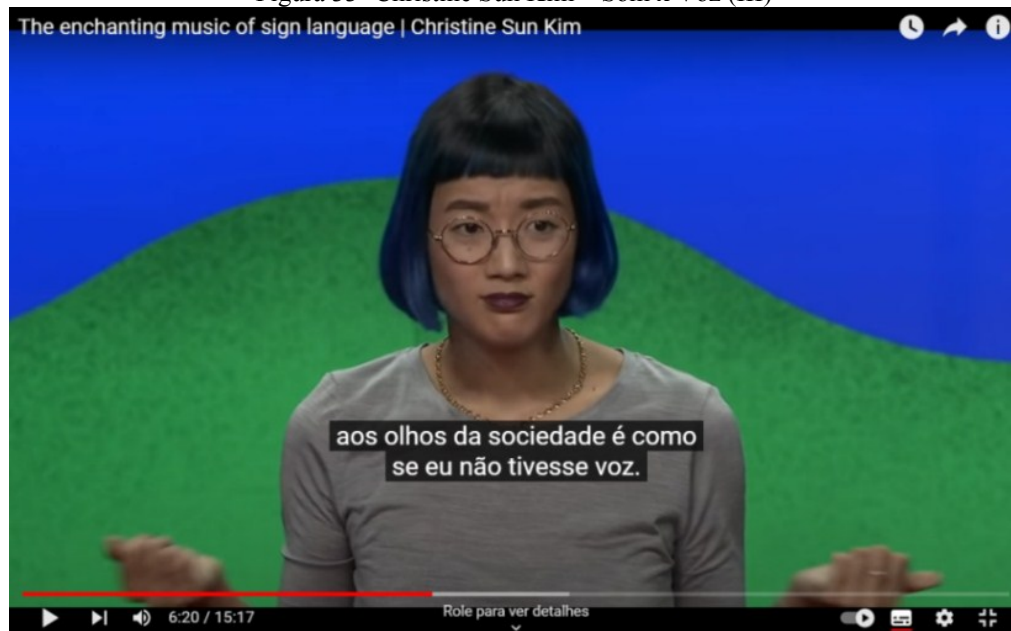 The enchanting music of sign language | Christine Sun Kim
aos olhos da sociedade é como
se eu não tivesse voz.
6:20 / 15:17
Role para ver detalhes